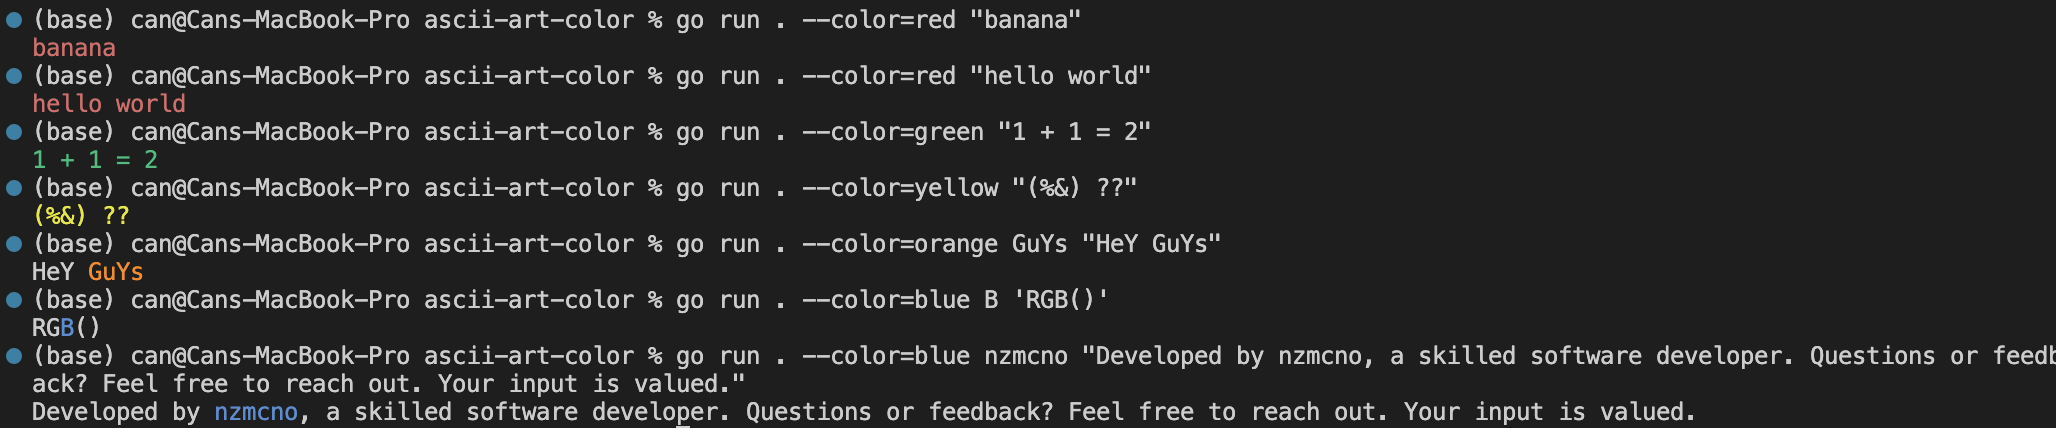 (base) can@Cans-MacBook-Pro ascii-art-color % go run . --color=red "banana"
banana
(base) can@Cans-MacBook-Pro ascii-art-color % go run . --color=red "hello world"
hello world
(base) can@Cans-MacBook-Pro ascii-art-color % go run . --color=green "1 + 1 = 2"
1 + 1 = 2
(base) can@Cans-MacBook-Pro ascii-art-color % go run . --color=yellow "(%&) ??"
(%&) ??
(base) can@Cans-MacBook-Pro ascii-art-color % go run . --color=orange GuYs "HeY GuYs"
HeY GuYs
(base) can@Cans-MacBook-Pro ascii-art-color % go run . --color=blue B 'RGB()'
RGB()
(base) can@Cans-MacBook-Pro ascii-art-color % go run . --color=blue nzmcno "Developed by nzmcno, a skilled software developer. Questions or feedb
ack? Feel free to reach out. Your input is valued."
Developed by nzmcno, a skilled software developer. Questions or feedback? Feel free to reach out. Your input is valued.